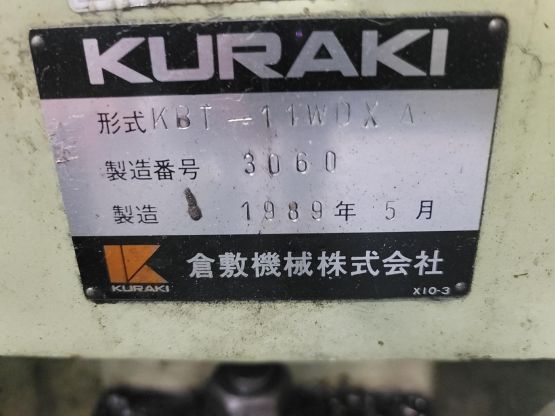 KURAKI
形式 KBT-11WDX A
製造番号 3060
製造 1989年 5月
KURAKI 倉敷機械株式会社
X10-3